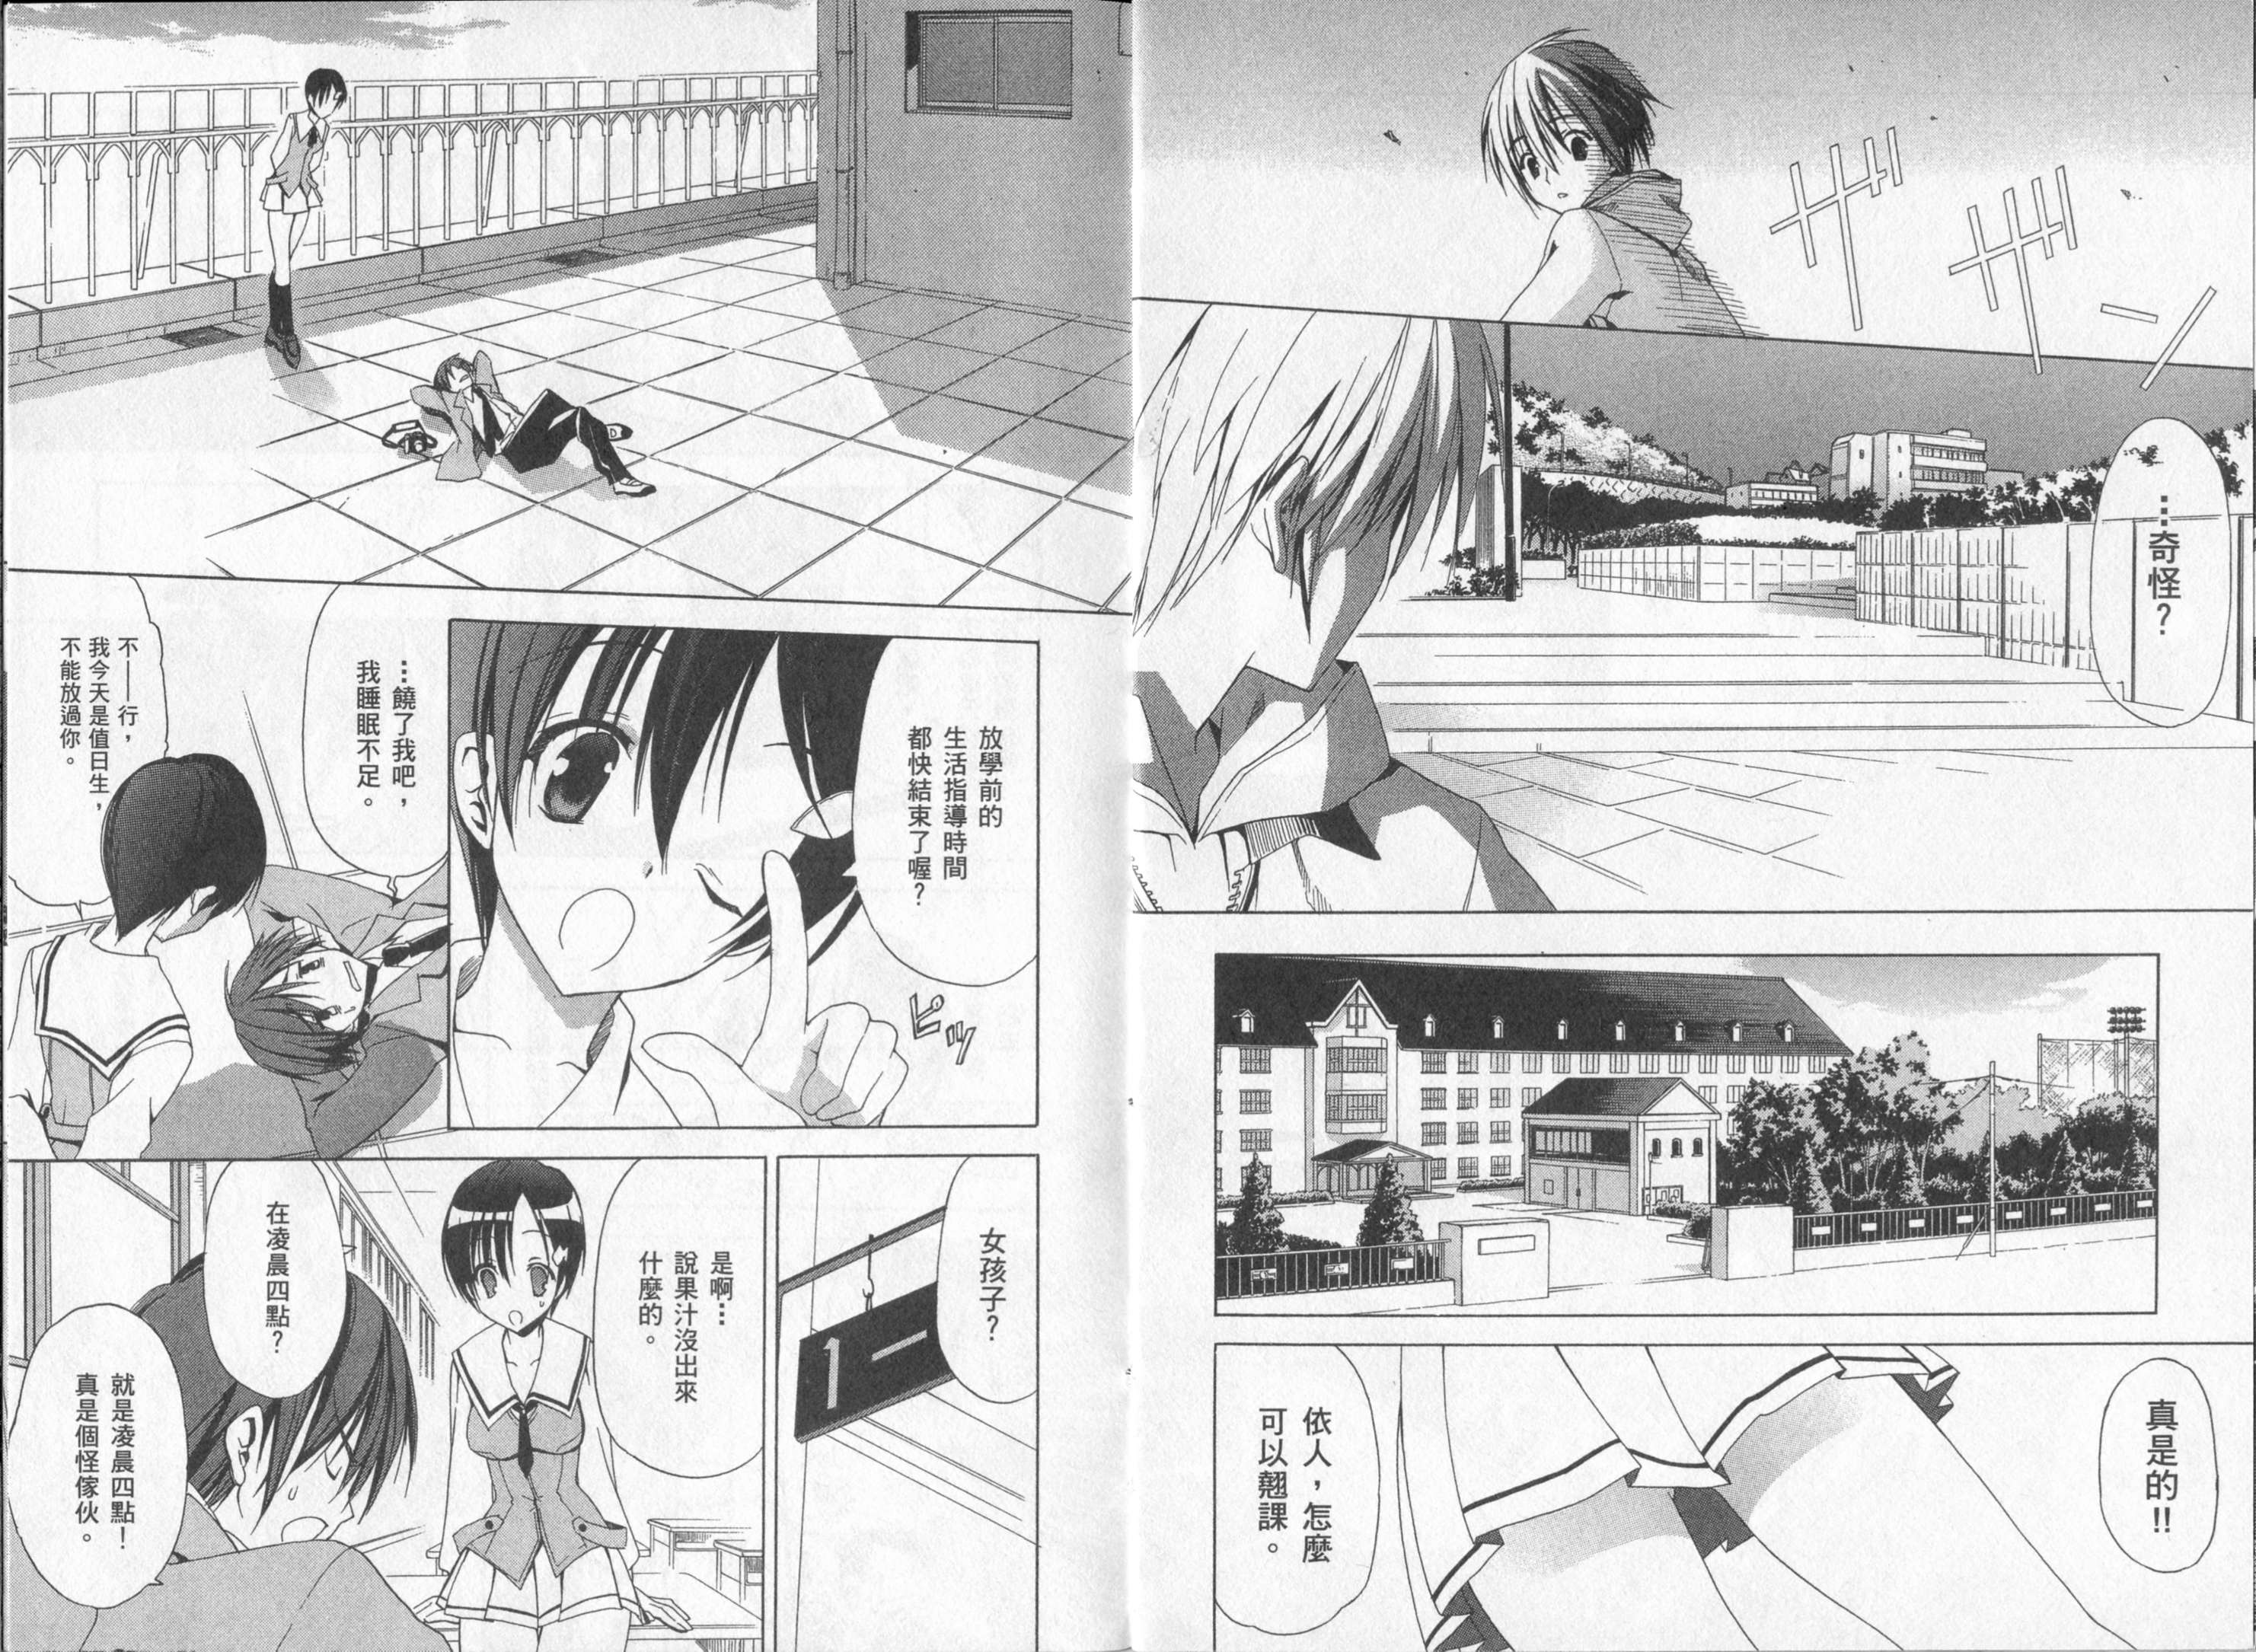 ザザー
…奇怪？
真是的!!
依人，怎麼
可以翹課。
放學前的
生活指導時間
都快結束了喔？
ピッ
…饒了我吧，
我睡眠不足。
不──行，
我今天是值日生，
不能放過你。
女孩子？
1－
是啊…
說果汁沒出來
什麼的。
在凌晨四點？
就是凌晨四點！
真是個怪傢伙。